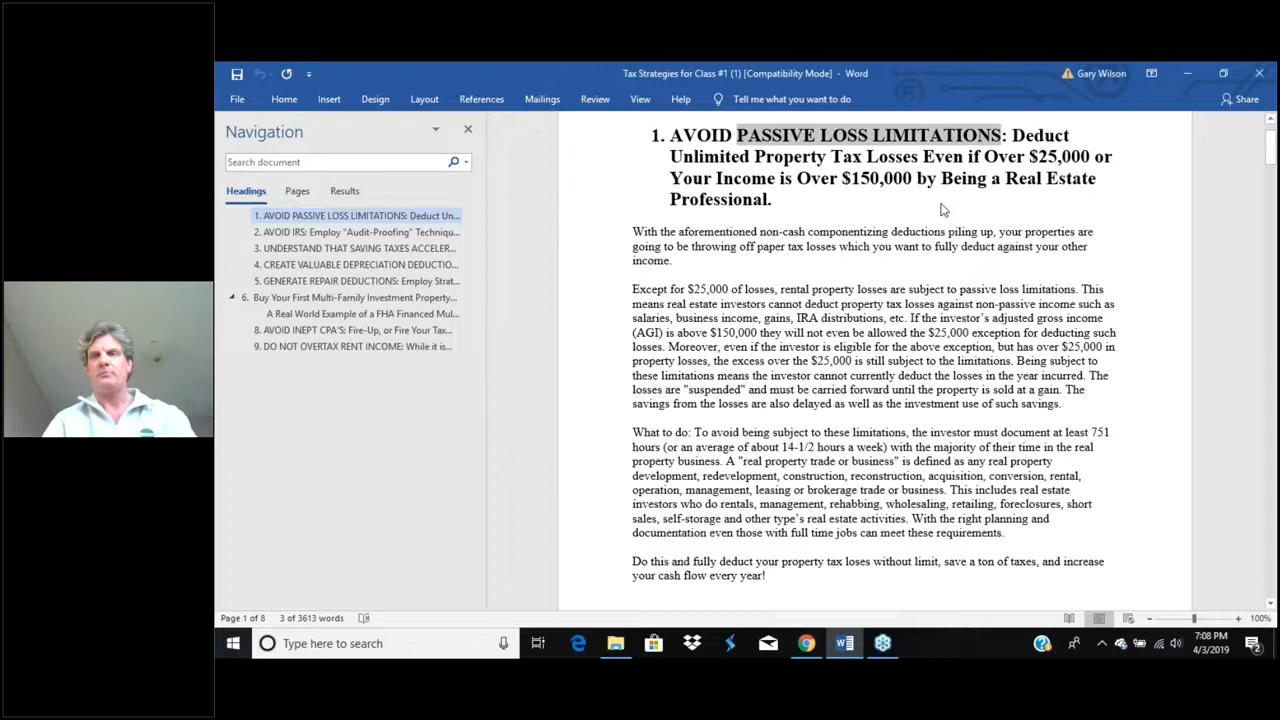 Tax Strategies for Class #1 (1) [Compatibility Mode] - Word
Gary Wilson
File Home Insert Design Layout References Mailings Review View Help Tell me what you want to do Share
Navigation
Search document
Headings Pages Results
1. AVOID PASSIVE LOSS LIMITATIONS: Deduct Un...
2. AVOID IRS: Employ "Audit-Proofing" Techniqu...
3. UNDERSTAND THAT SAVING TAXES ACCELER...
4. CREATE VALUABLE DEPRECIATION DEDUCTIO...
5. GENERATE REPAIR DEDUCTIONS: Employ Strat...
6. Buy Your First Multi-Family Investment Property...
A Real World Example of a FHA Financed Mul...
8. AVOID INEPT CPA'S: Fire-Up, or Fire Your Tax...
9. DO NOT OVERTAX RENT INCOME: While it is...
1. AVOID PASSIVE LOSS LIMITATIONS: Deduct
Unlimited Property Tax Losses Even if Over $25,000 or
Your Income is Over $150,000 by Being a Real Estate
Professional.
With the aforementioned non-cash componentizing deductions piling up, your properties are
going to be throwing off paper tax losses which you want to fully deduct against your other
income.
Except for $25,000 of losses, rental property losses are subject to passive loss limitations. This
means real estate investors cannot deduct property tax losses against non-passive income such as
salaries, business income, gains, IRA distributions, etc. If the investor's adjusted gross income
(AGI) is above $150,000 they will not even be allowed the $25,000 exception for deducting such
losses. Moreover, even if the investor is eligible for the above exception, but has over $25,000 in
property losses, the excess over the $25,000 is still subject to the limitations. Being subject to
these limitations means the investor cannot currently deduct the losses in the year incurred. The
losses are "suspended" and must be carried forward until the property is sold at a gain. The
savings from the losses are also delayed as well as the investment use of such savings.
What to do: To avoid being subject to these limitations, the investor must document at least 751
hours (or an average of about 14-1/2 hours a week) with the majority of their time in the real
property business. A "real property trade or business" is defined as any real property
development, redevelopment, construction, reconstruction, acquisition, conversion, rental,
operation, management, leasing or brokerage trade or business. This includes real estate
investors who do rentals, management, rehabbing, wholesaling, retailing, foreclosures, short
sales, self-storage and other type's real estate activities. With the right planning and
documentation even those with full time jobs can meet these requirements.
Do this and fully deduct your property tax loses without limit, save a ton of taxes, and increase
your cash flow every year!
Page 1 of 8 3 of 3613 words 100%
Type here to search
7:08 PM
4/3/2019
2